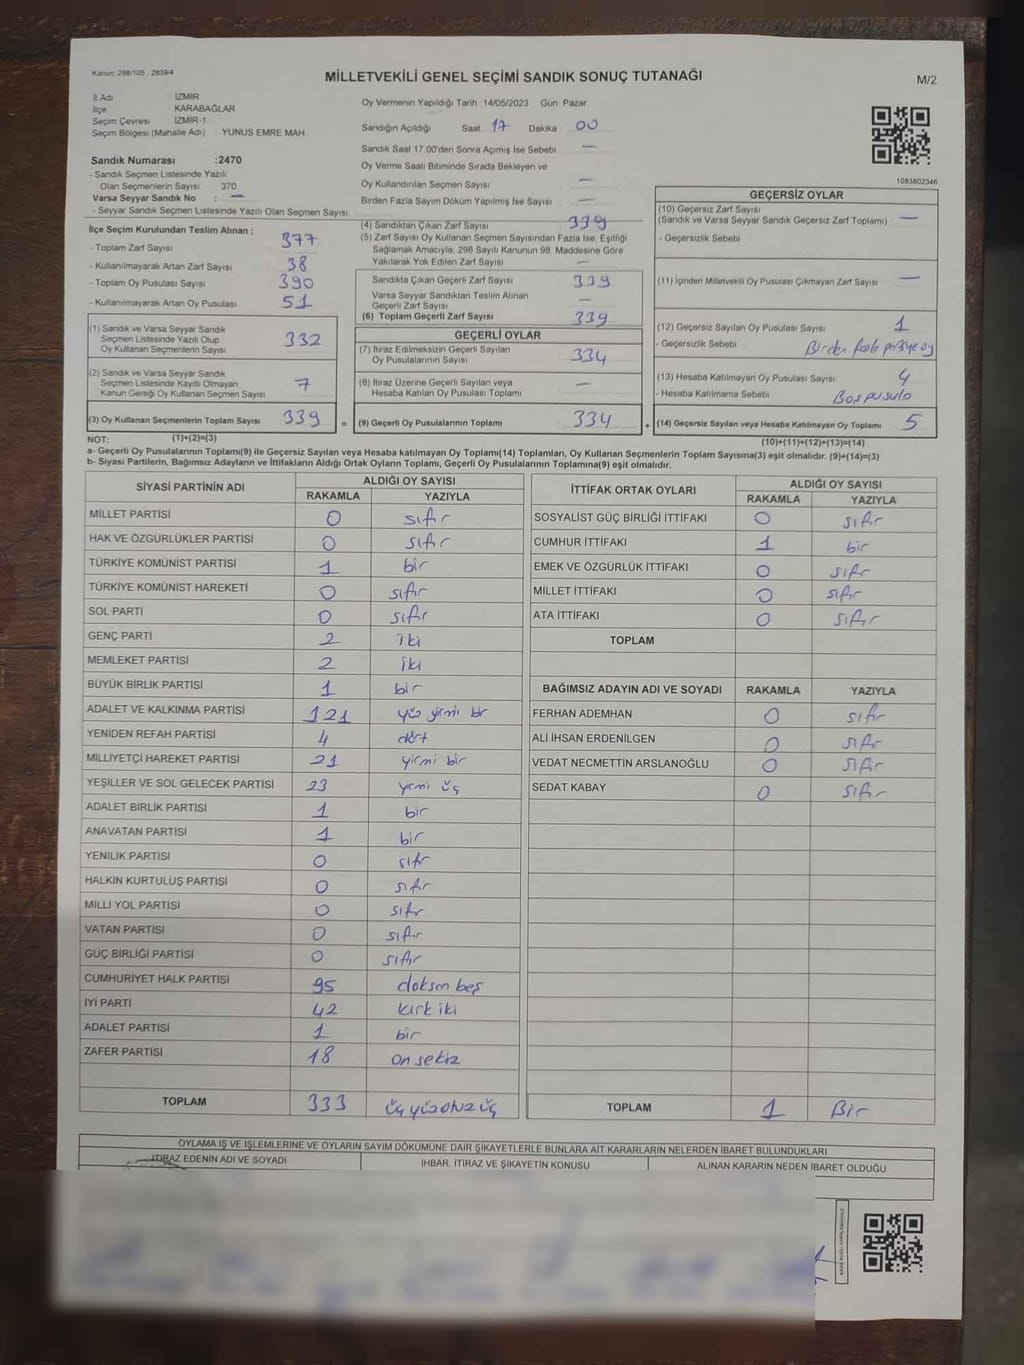 Kanun: 298/105 , 2839/4
MİLLETVEKİLİ GENEL SEÇİMİ SANDIK SONUÇ TUTANAĞI
M/2
İl Adı İZMİR
İlçe KARABAĞLAR
Seçim Çevresi İZMİR-1
Seçim Bölgesi (Mahalle Adı) YUNUS EMRE MAH.
Sandık Numarası :2470
- Sandık Seçmen Listesinde Yazılı
Olan Seçmenlerin Sayısı 370
Varsa Seyyar Sandık No : —
- Seyyar Sandık Seçmen Listesinde Yazılı Olan Seçmen Sayısı:
Oy Vermenin Yapıldığı Tarih :14/05/2023 Gün: Pazar
Sandığın Açıldığı Saat : 17 Dakika : 00
Sandık Saat 17.00'den Sonra Açımış İse Sebebi —
Oy Verme Saati Bitiminde Sırada Bekleyen ve
Oy Kullandırılan Seçmen Sayısı —
Birden Fazla Sayım Döküm Yapılmış İse Sayısı —
1083602346
İlçe Seçim Kurulundan Teslim Alınan ;
- Toplam Zarf Sayısı 377
- Kullanılmayarak Artan Zarf Sayısı 38
- Toplam Oy Pusulası Sayısı 390
- Kullanılmayarak Artan Oy Pusulası 51
(1) Sandık ve Varsa Seyyar Sandık
Seçmen Listesinde Yazılı Olup
Oy Kullanan Seçmenlerin Sayısı 332
(2) Sandık ve Varsa Seyyar Sandık
Seçmen Listesinde Kayıtlı Olmayan
Kanun Gereği Oy Kullanan Seçmen Sayısı 7
(3) Oy Kullanan Seçmenlerin Toplam Sayısı 339 =
(4) Sandıktan Çıkan Zarf Sayısı 339
(5) Zarf Sayısı Oy Kullanan Seçmen Sayısından Fazla İse, Eşitliği
Sağlamak Amacıyla, 298 Sayılı Kanunun 98. Maddesine Göre
Yakılarak Yok Edilen Zarf Sayısı —
Sandıkta Çıkan Geçerli Zarf Sayısı 339
Varsa Seyyar Sandıktan Teslim Alınan
Geçerli Zarf Sayısı —
(6) Toplam Geçerli Zarf Sayısı 339
GEÇERLİ OYLAR
(7) İtiraz Edilmeksizin Geçerli Sayılan
Oy Pusulalarının Sayısı 334
(8) İtiraz Üzerine Geçerli Sayılan veya
Hesaba Katılan Oy Pusulaları Toplamı —
(9) Geçerli Oy Pusulalarının Toplamı 334 +
GEÇERSİZ OYLAR
(10) Geçersiz Zarf Sayısı
(Sandık ve Varsa Seyyar Sandık Geçersiz Zarf Toplamı) —
- Geçersizlik Sebebi
(11) İçinden Milletvekili Oy Pusulası Çıkmayan Zarf Sayısı —
(12) Geçersiz Sayılan Oy Pusulası Sayısı 1
- Geçersizlik Sebebi Birden fazla partiye oy
(13) Hesaba Katılmayan Oy Pusulası Sayısı 4
- Hesaba Katılmama Sebebi Boş pusula
(14) Geçersiz Sayılan veya Hesaba Katılmayan Oy Toplamı 5
NOT: (1)+(2)=(3)
(10)+(11)+(12)+(13)=(14)
a- Geçerli Oy Pusulasının Toplamı(9) ile Geçersiz Sayılan veya Hesaba katılmayan Oy Toplamı(14) Toplamları, Oy Kullanan Seçmenlerin Toplam Sayısına(3) eşit olmalıdır. (9)+(14)=(3)
b- Siyasi Partilerin, Bağımsız Adayların ve İttifakların Aldığı Ortak Oyların Toplamı, Geçerli Oy Pusulalarının Toplamına(9) eşit olmalıdır.
SİYASİ PARTİNİN ADI ALDIĞI OY SAYISI
RAKAMLA YAZIYLA
MİLLET PARTİSİ 0 sıfır
HAK VE ÖZGÜRLÜKLER PARTİSİ 0 sıfır
TÜRKİYE KOMÜNİST PARTİSİ 1 bir
TÜRKİYE KOMÜNİST HAREKETİ 0 sıfır
SOL PARTİ 0 sıfır
GENÇ PARTİ 2 iki
MEMLEKET PARTİSİ 2 iki
BÜYÜK BİRLİK PARTİSİ 1 bir
ADALET VE KALKINMA PARTİSİ 121 yüz yirmi bir
YENİDEN REFAH PARTİSİ 4 dört
MİLLİYETÇİ HAREKET PARTİSİ 21 yirmi bir
YEŞİLLER VE SOL GELECEK PARTİSİ 23 yirmi üç
ADALET BİRLİK PARTİSİ 1 bir
ANAVATAN PARTİSİ 1 bir
YENİLİK PARTİSİ 0 sıfır
HALKIN KURTULUŞ PARTİSİ 0 sıfır
MİLLİ YOL PARTİSİ 0 sıfır
VATAN PARTİSİ 0 sıfır
GÜÇ BİRLİĞİ PARTİSİ 0 sıfır
CUMHURİYET HALK PARTİSİ 95 doksan beş
İYİ PARTİ 42 kırk iki
ADALET PARTİSİ 1 bir
ZAFER PARTİSİ 18 on sekiz
TOPLAM 333 üç yüz otuz üç
İTTİFAK ORTAK OYLARI ALDIĞI OY SAYISI
RAKAMLA YAZIYLA
SOSYALİST GÜÇ BİRLİĞİ İTTİFAKI 0 sıfır
CUMHUR İTTİFAKI 1 bir
EMEK VE ÖZGÜRLÜK İTTİFAKI 0 sıfır
MİLLET İTTİFAKI 0 sıfır
ATA İTTİFAKI 0 sıfır
TOPLAM
BAĞIMSIZ ADAYIN ADI VE SOYADI RAKAMLA YAZIYLA
FERHAN ADEMHAN 0 sıfır
ALİ İHSAN ERDENİLGEN 0 sıfır
VEDAT NECMETTİN ARSLANOĞLU 0 sıfır
SEDAT KABAY 0 sıfır
TOPLAM 1 Bir
OYLAMA İŞ VE İŞLEMLERİNE VE OYLARIN SAYIM DÖKÜMÜNE DAİR ŞİKAYETLERLE BUNLARA AİT KARARLARIN NELERDEN İBARET BULUNDUKLARI
İTİRAZ EDENİN ADI VE SOYADI İHBAR, İTİRAZ VE ŞİKAYETİN KONUSU ALINAN KARARIN NEDEN İBARET OLDUĞU